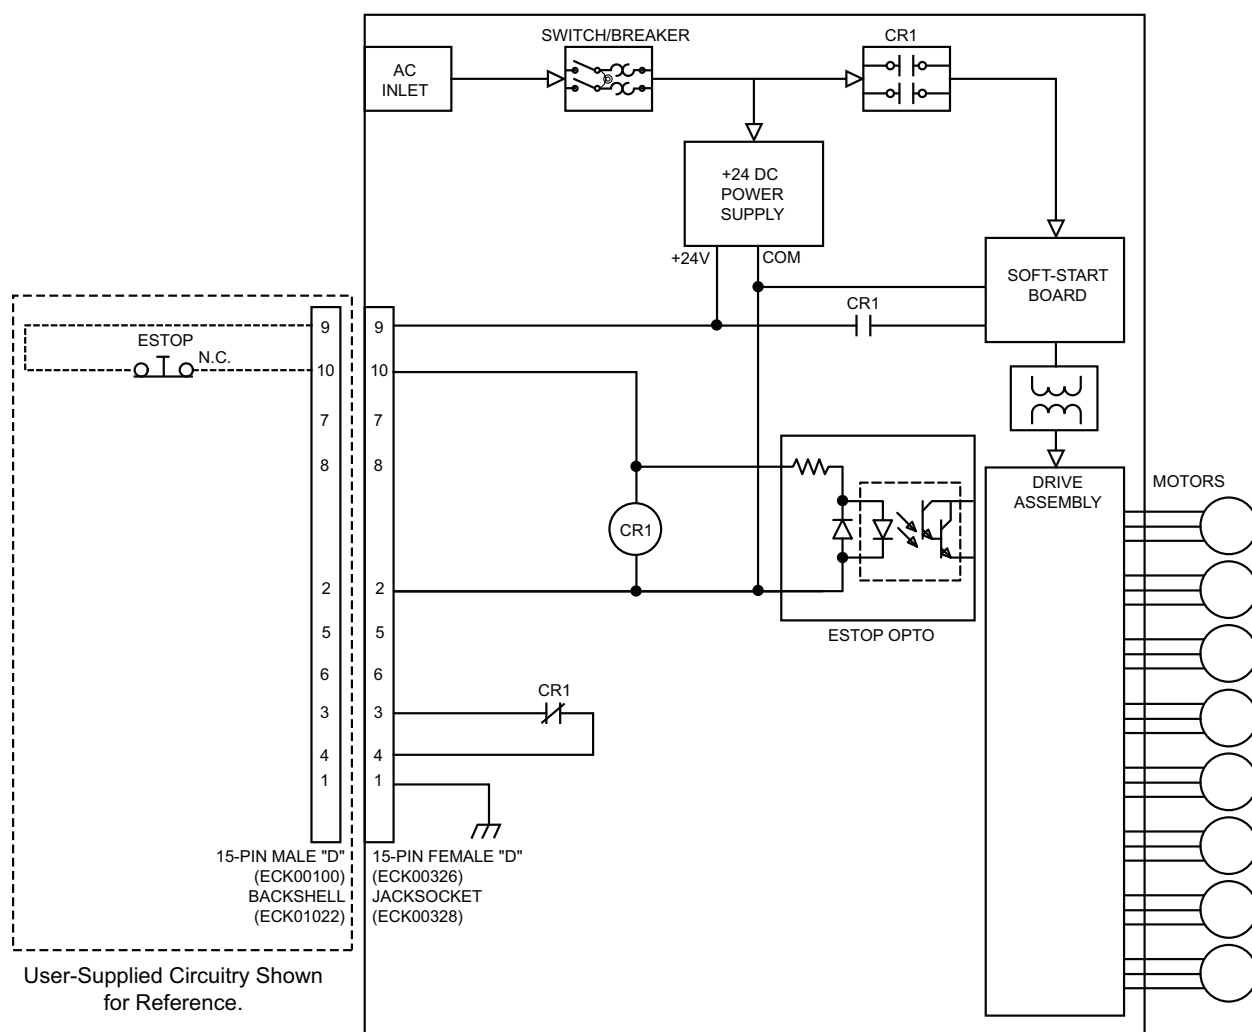 SWITCH/BREAKER
CR1
AC
INLET
+24 DC
POWER
SUPPLY
+24V
COM
SOFT-START
BOARD
CR1
9
9
ESTOP
N.C.
10
10
7
7
8
8
DRIVE
ASSEMBLY
MOTORS
CR1
2
2
5
5
ESTOP OPTO
6
6
CR1
3
3
4
4
1
1
15-PIN MALE "D"
(ECK00100)
BACKSHELL
(ECK01022)
15-PIN FEMALE "D"
(ECK00326)
JACKSOCKET
(ECK00328)
User-Supplied Circuitry Shown
for Reference.